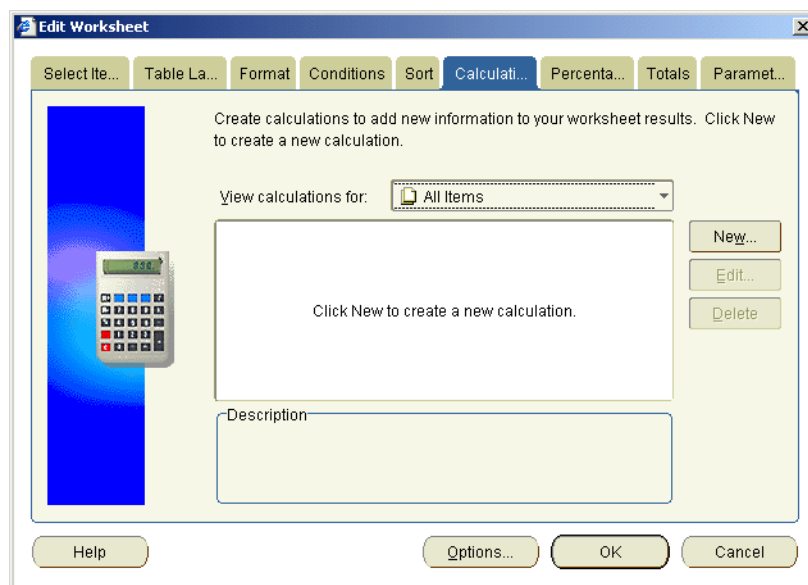 Edit Worksheet
Select Ite... Table La... Format Conditions Sort Calculati... Percenta... Totals Paramet...
Create calculations to add new information to your worksheet results. Click New
to create a new calculation.
View calculations for: All Items
New...
Edit...
Delete
Click New to create a new calculation.
Description
Help Options... OK Cancel